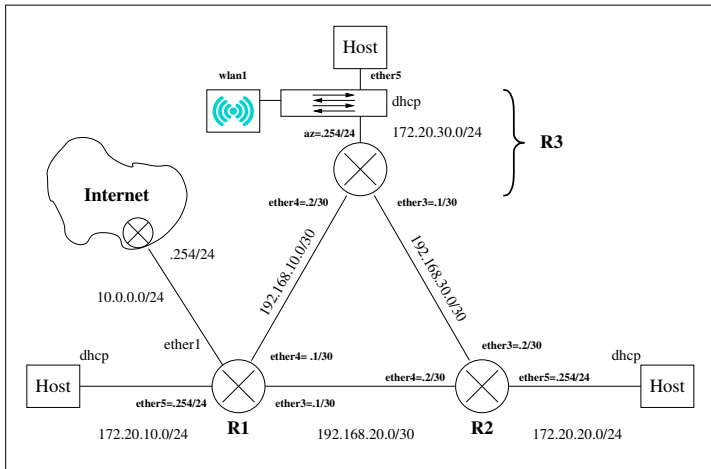 Host
wlan1
ether5
dhcp
az=.254/24
172.20.30.0/24
R3
Internet
ether4=.2/30
ether3=.1/30
.254/24
192.168.10.0/30
192.168.30.0/30
10.0.0.0/24
ether1
ether4= .1/30
ether3=.2/30
dhcp
dhcp
ether4=.2/30
ether5=.254/24
Host
Host
ether5=.254/24
ether3=.1/30
R1
R2
172.20.10.0/24
192.168.20.0/30
172.20.20.0/24